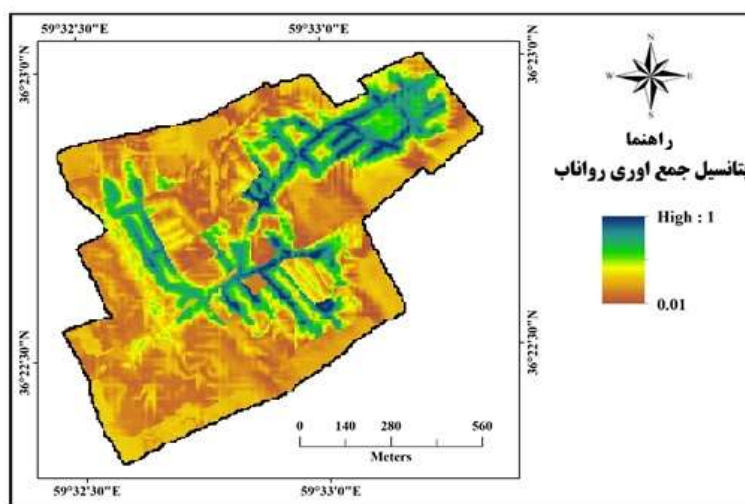 59°32'30"E 59°33'0"E
36°23'0"N 36°23'0"N
N
W E
S
راهنما
پتانسیل جمع اوری رواناب
High : 1
0.01
36°22'30"N 36°22'30"N
0 140 280 560
Meters
59°32'30"E 59°33'0"E